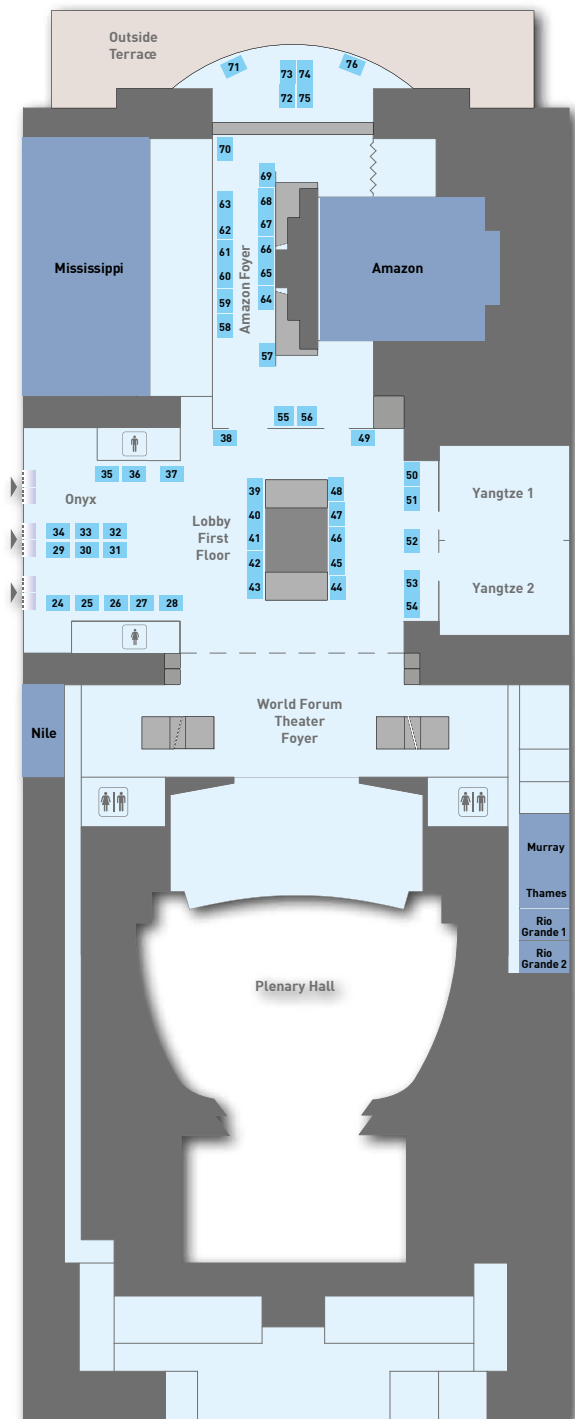 Outside
Terrace
71
73 74
76
72 75
70
69
63
68
62
67
61
66
60
65
59
64
58
57
Amazon Foyer
Mississippi
Amazon
55 56
38
49
35 36 37
Onyx
34 33 32
29 30 31
24 25 26 27 28
39
40
41
42
43
Lobby
First
Floor
48
47
46
45
44
50
51
52
53
54
Yangtze 1
Yangtze 2
World Forum
Theater
Foyer
Nile
Murray
Thames
Rio
Grande 1
Rio
Grande 2
Plenary Hall